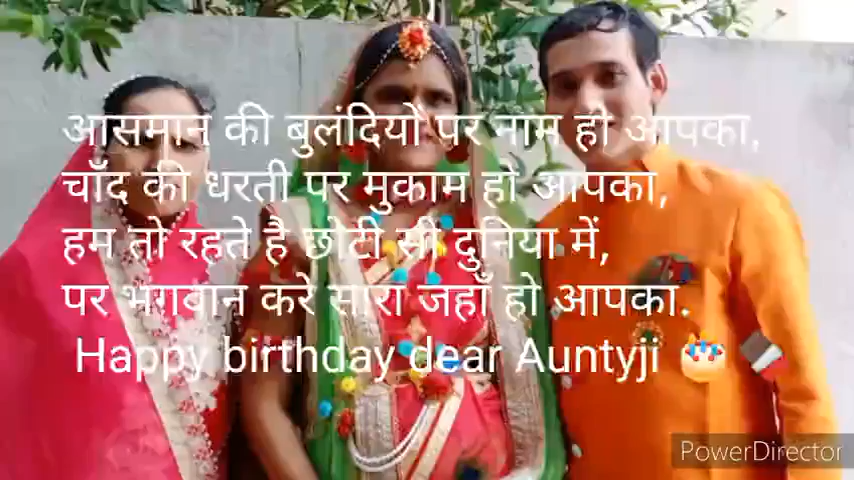 आसमान की बुलंदियों पर नाम हो आपका,
चाँद की धरती पर मुकाम हो आपका,
हम तो रहते है छोटी सी दुनिया में,
पर भगवान करे सारा जहाँ हो आपका.
Happy birthday dear Auntyji 🎂 🍫
PowerDirector